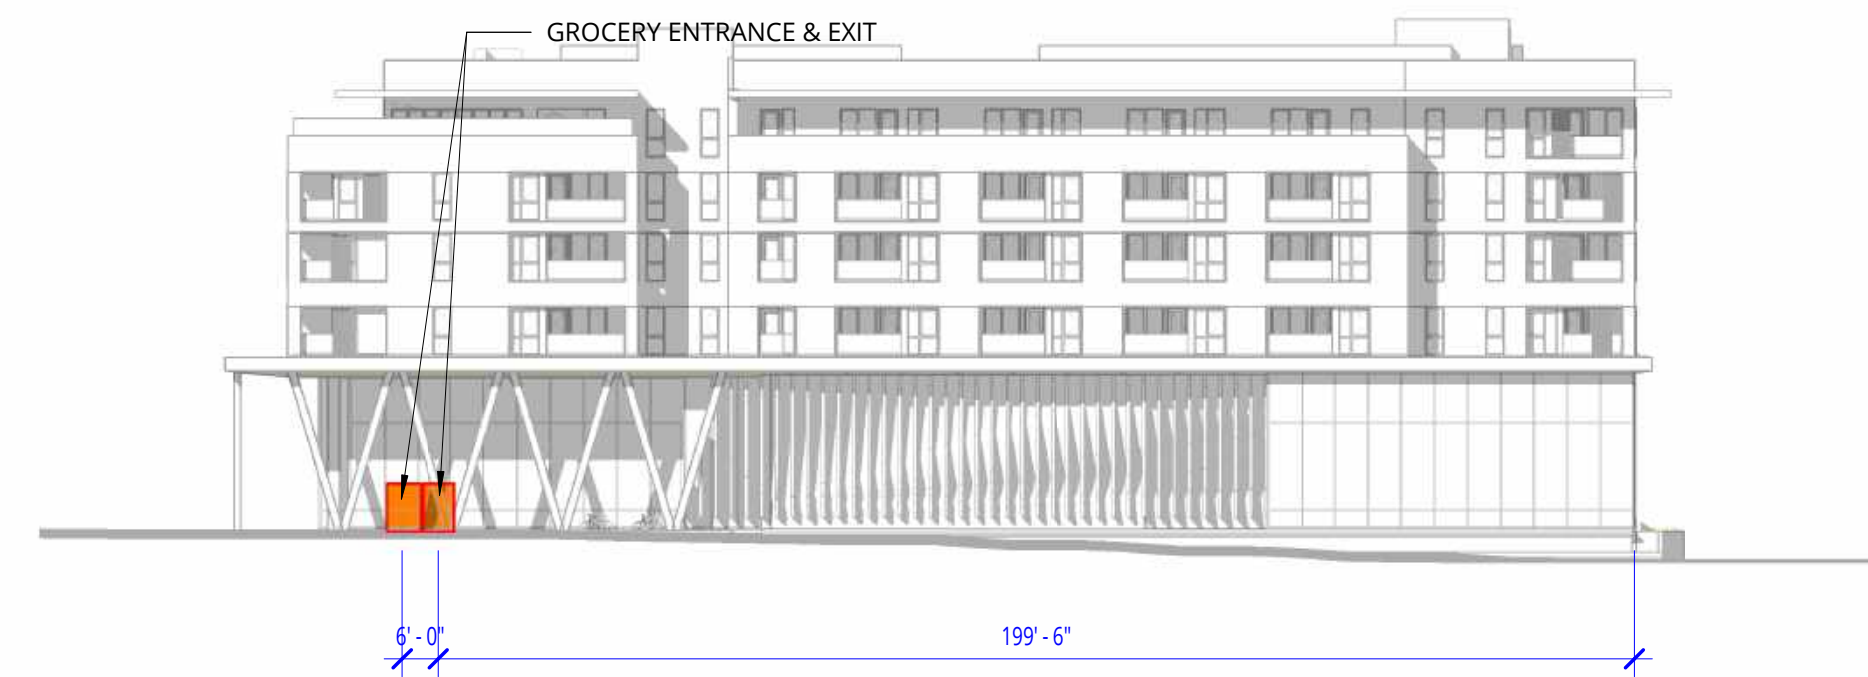 GROCERY ENTRANCE & EXIT
6' - 0"
199' - 6"